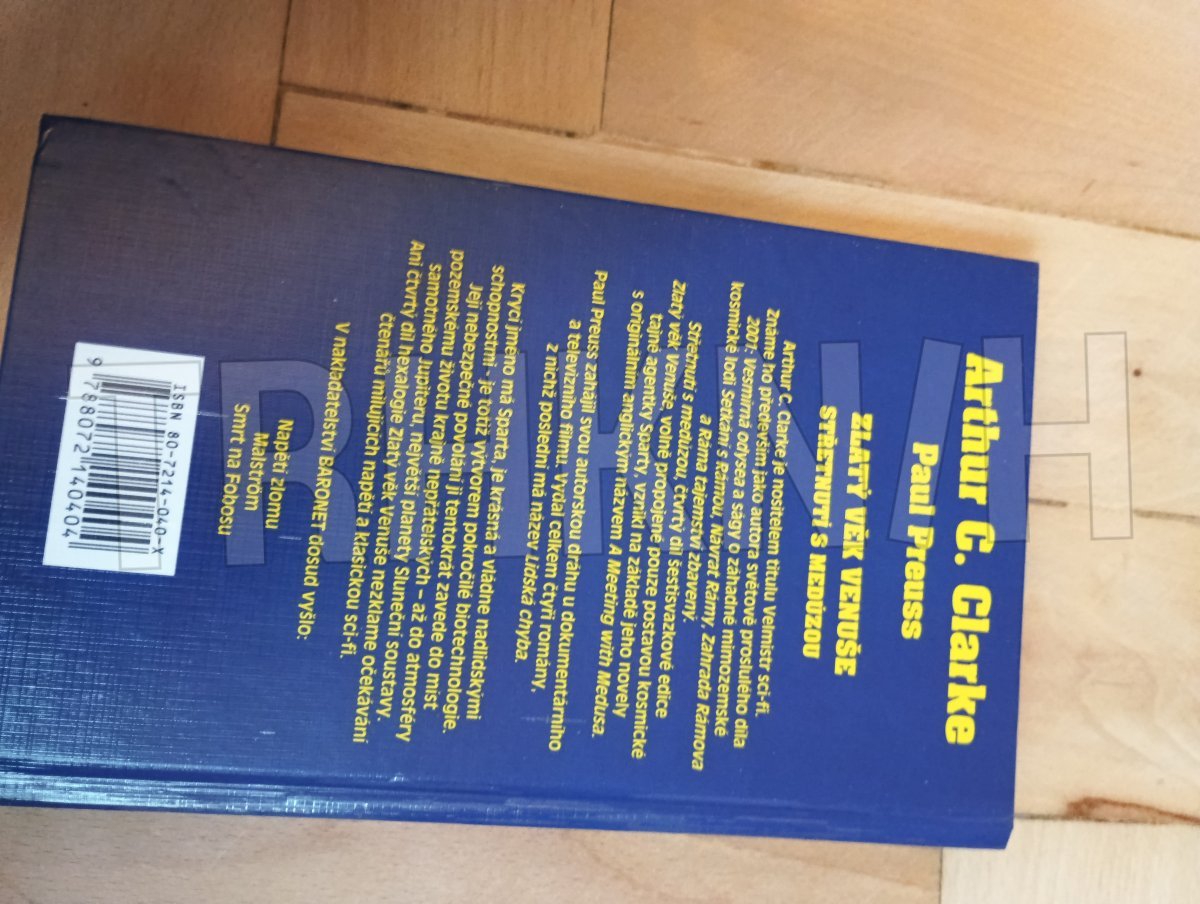 Arthur C. Clarke
Paul Preuss
ZLATÝ VĚK VENUŠE
STŘETNUTÍ S MEDÚZOU
Arthur C. Clarke je nositelem titulu Velmistr sci-fi.
Známe ho především jako autora světově proslulého díla
2001: Vesmírná odysea a ságy o záhadné mimozemské
kosmické lodi Setkání s Rámou, Návrat Rámy, Zahrada Rámova
a Ráma tajemství zbavený.
Střetnutí s medúzou, čtvrtý díl šestisvazkové edice
Zlatý věk Venuše, volně propojené pouze postavou kosmické
tajné agentky Sparty, vznikl na základě jeho novely
s originálním anglickým názvem A Meeting with Medusa.
Paul Preuss zahájil svou autorskou dráhu u dokumentárního
a televizního filmu. Vydal celkem čtyři romány,
z nichž poslední má název Lidská chyba.
Krycí jméno má Sparta, je krásná a vládne nadlidskými
schopnostmi - je totiž výtvorem pokročilé biotechnologie.
Její nebezpečné povolání ji tentokrát zavede do míst
pozemskému životu krajně nepřátelských – až do atmosféry
samotného Jupiteru, největší planety Sluneční soustavy.
Ani čtvrtý díl hexalogie Zlatý věk Venuše nezklame očekávání
čtenářů milujících napětí a klasickou sci-fi.
V nakladatelství BARONET dosud vyšlo:
Napětí zlomu
Malström
Smrt na Fobosu
ISBN 80-7214-040-X
9 788072 140404